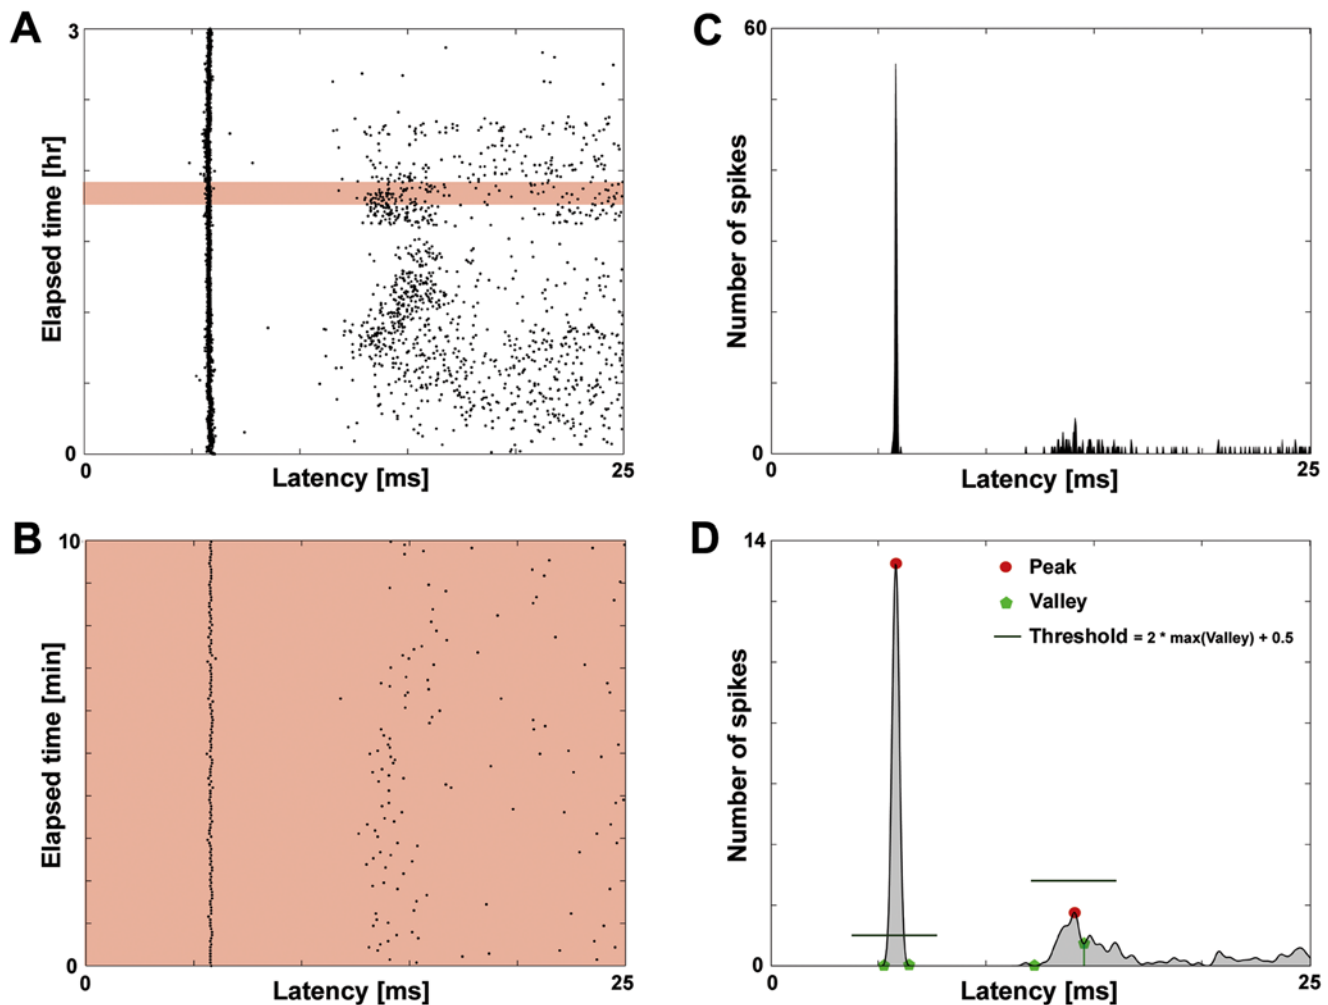 A
3
Elapsed time [hr]
0
0
Latency [ms]
25
B
10
Elapsed time [min]
0
0
Latency [ms]
25
C
60
Number of spikes
0
0
Latency [ms]
25
D
14
Peak
Valley
Threshold = 2 * max(Valley) + 0.5
Number of spikes
0
0
Latency [ms]
25